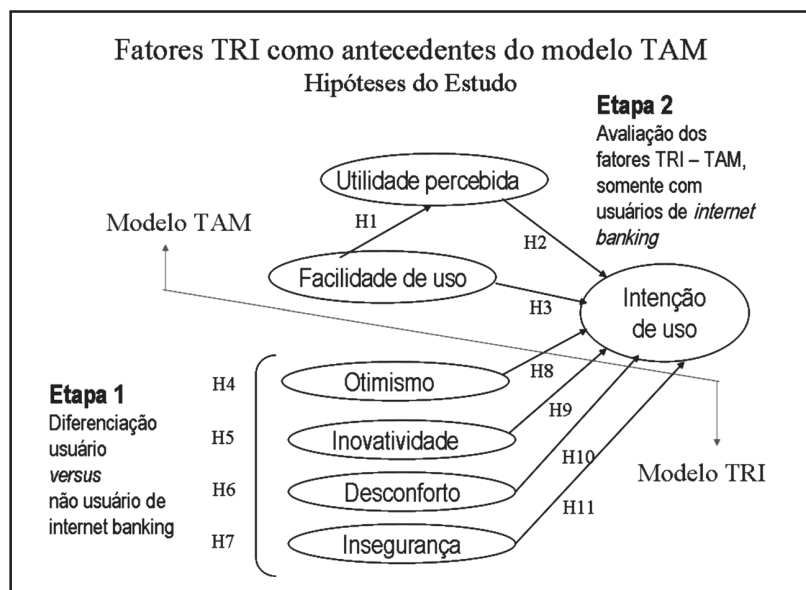 Fatores TRI como antecedentes do modelo TAM
Hipóteses do Estudo
Etapa 2
Avaliação dos
fatores TRI – TAM,
somente com
usuários de internet
banking
Utilidade percebida
Modelo TAM
H1
H2
Facilidade de uso
H3
Intenção
de uso
Etapa 1
Diferenciação
usuário
versus
não usuário de
internet banking
H4
Otimismo
H8
H5
Inovatividade
H9
H6
Desconforto
H10
H7
Insegurança
H11
Modelo TRI